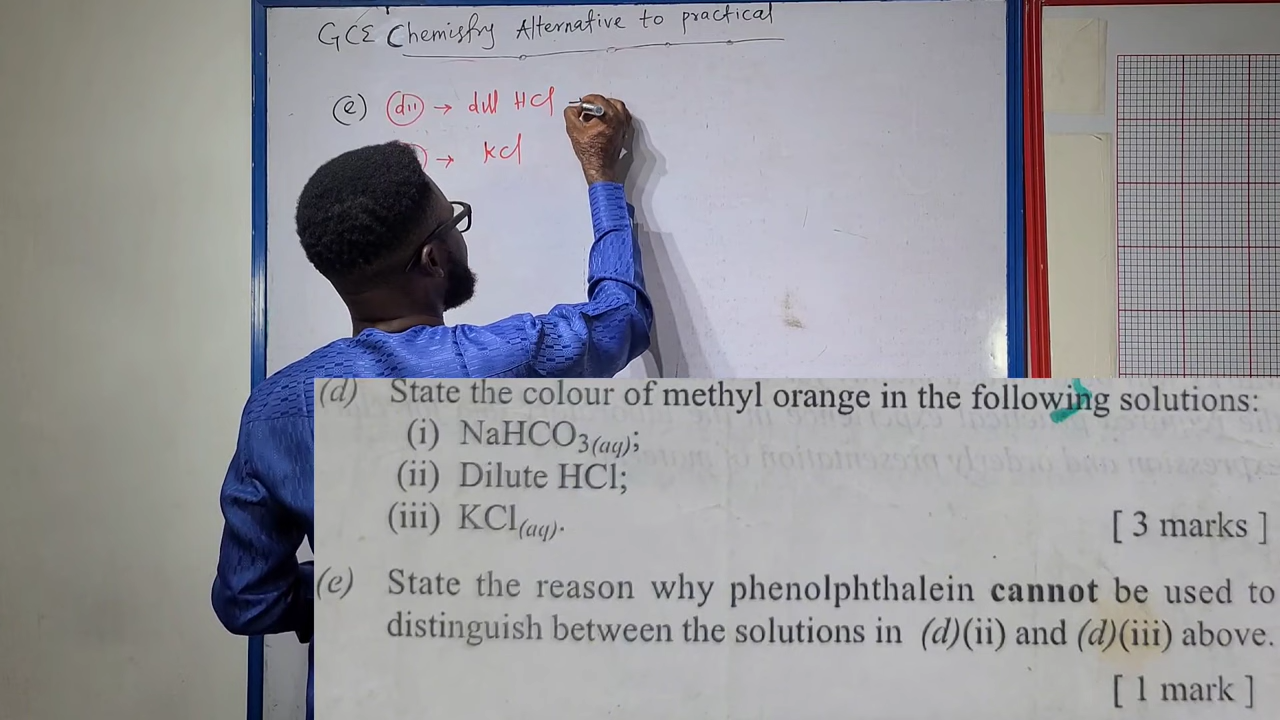 GCE Chemistry Alternative to practical
(e) (dii) → dill HCl
→ KCl
(d) State the colour of methyl orange in the following solutions:
(i) NaHCO3(aq);
(ii) Dilute HCl;
(iii) KCl(aq).
[ 3 marks ]
(e) State the reason why phenolphthalein cannot be used to
distinguish between the solutions in (d)(ii) and (d)(iii) above.
[ 1 mark ]